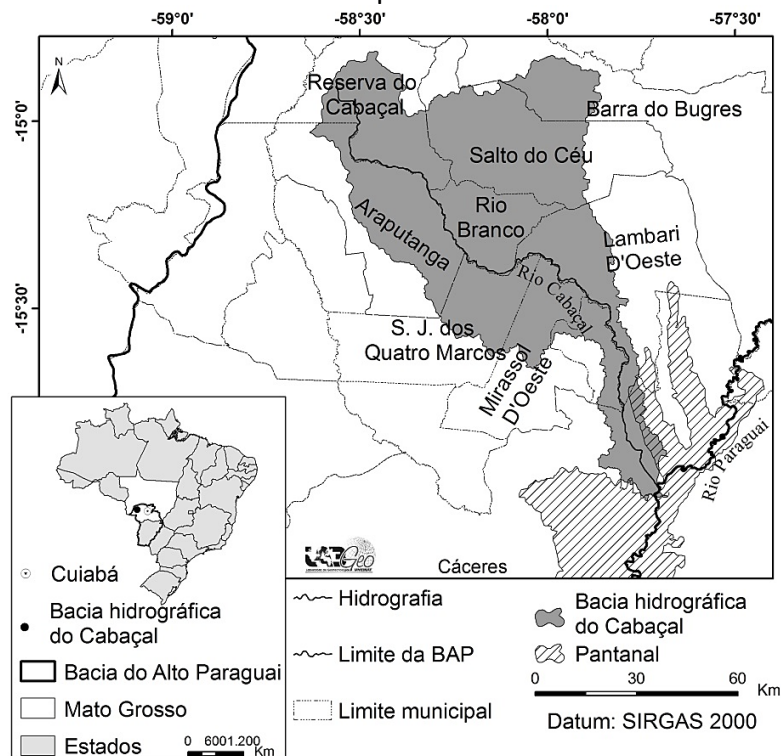 -59°0'
-58°30'
-58°0'
-57°30'
N
-15°0'
-15°30'
Reserva do
Cabaçal
Barra do Bugres
Salto do Céu
Rio
Branco
Araputanga
Lambari
D'Oeste
Rio Cabaçal
S. J. dos
Quatro Marcos
Mirassol
D'Oeste
Rio Paraguai
Cáceres
Cuiabá
Bacia hidrográfica
do Cabaçal
Bacia do Alto Paraguai
Mato Grosso
Estados
0 6001.200
Km
Hidrografia
Limite da BAP
Limite municipal
Bacia hidrográfica
do Cabaçal
Pantanal
0 30 60
Km
Datum: SIRGAS 2000